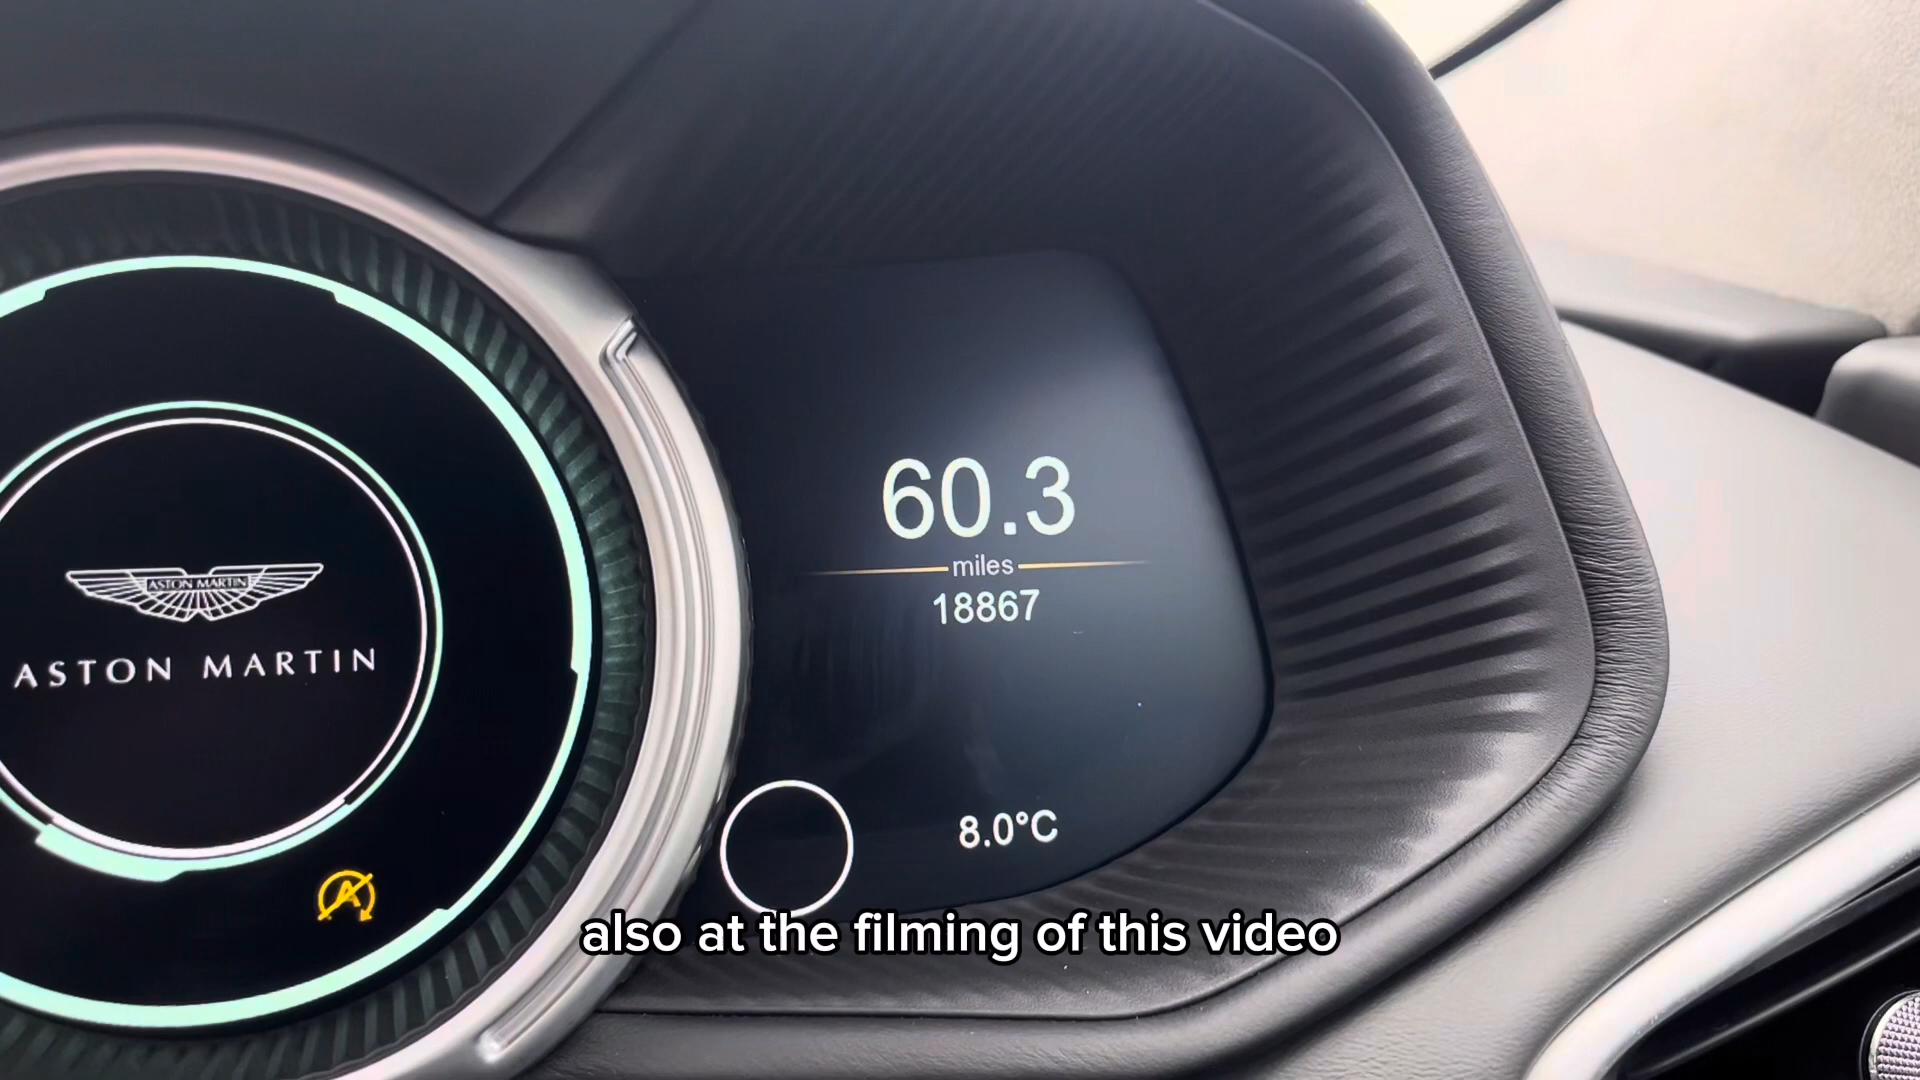 ASTON MARTIN
ASTON MARTIN
A
60.3
miles
18867
8.0°C
also at the filming of this video